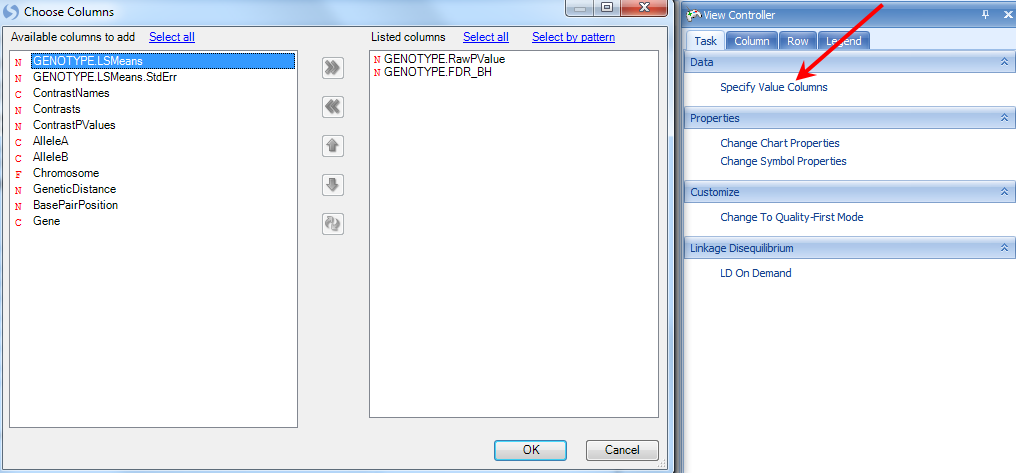 Choose Columns
Available columns to add Select all
N GENOTYPE.LSMeans
N GENOTYPE.LSMeans.StdErr
C ContrastNames
N Contrasts
N ContrastPValues
C AlleleA
C AlleleB
F Chromosome
N GeneticDistance
N BasePairPosition
C Gene
Listed columns Select all Select by pattern
N GENOTYPE.RawPValue
N GENOTYPE.FDR_BH
OK Cancel
View Controller
Task Column Row Legend
Data
Specify Value Columns
Properties
Change Chart Properties
Change Symbol Properties
Customize
Change To Quality-First Mode
Linkage Disequilibrium
LD On Demand